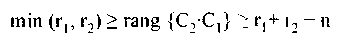 min (r₁, r₂) ≥ rang {C₂·C₁} ≥ r₁+ r₂ − n